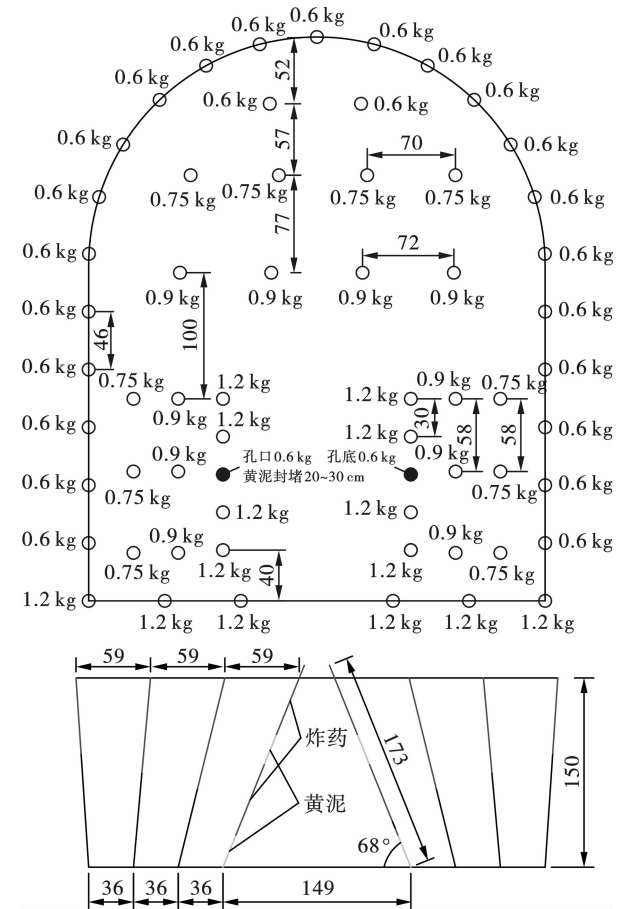 0.6 kg
0.6 kg 0.6 kg
0.6 kg 0.6 kg
52
0.6 kg 0.6 kg
0.6 kg 0.6 kg
57
0.6 kg 0.6 kg
70
0.75 kg 0.75 kg 0.75 kg 0.75 kg
0.6 kg 0.6 kg
77
72
0.6 kg 0.6 kg
0.9 kg 0.9 kg 0.9 kg 0.9 kg
0.6 kg 0.6 kg
46 100
0.6 kg 0.6 kg
0.75 kg 1.2 kg 0.9 kg 0.75 kg
1.2 kg
0.9 kg 1.2 kg 30
0.6 kg 1.2 kg 58 58 0.6 kg
0.9 kg 孔口0.6 kg 孔底0.6 kg 0.9 kg
黄泥封堵20~30 cm
0.6 kg 0.75 kg 0.75 kg 0.6 kg
1.2 kg 1.2 kg
0.6 kg 0.9 kg 0.9 kg 0.6 kg
0.75 kg 1.2 kg 40 1.2 kg 0.75 kg
1.2 kg
1.2 kg 1.2 kg 1.2 kg 1.2 kg 1.2 kg
59 59 59
炸药
173
150
黄泥
68°
36 36 36 149